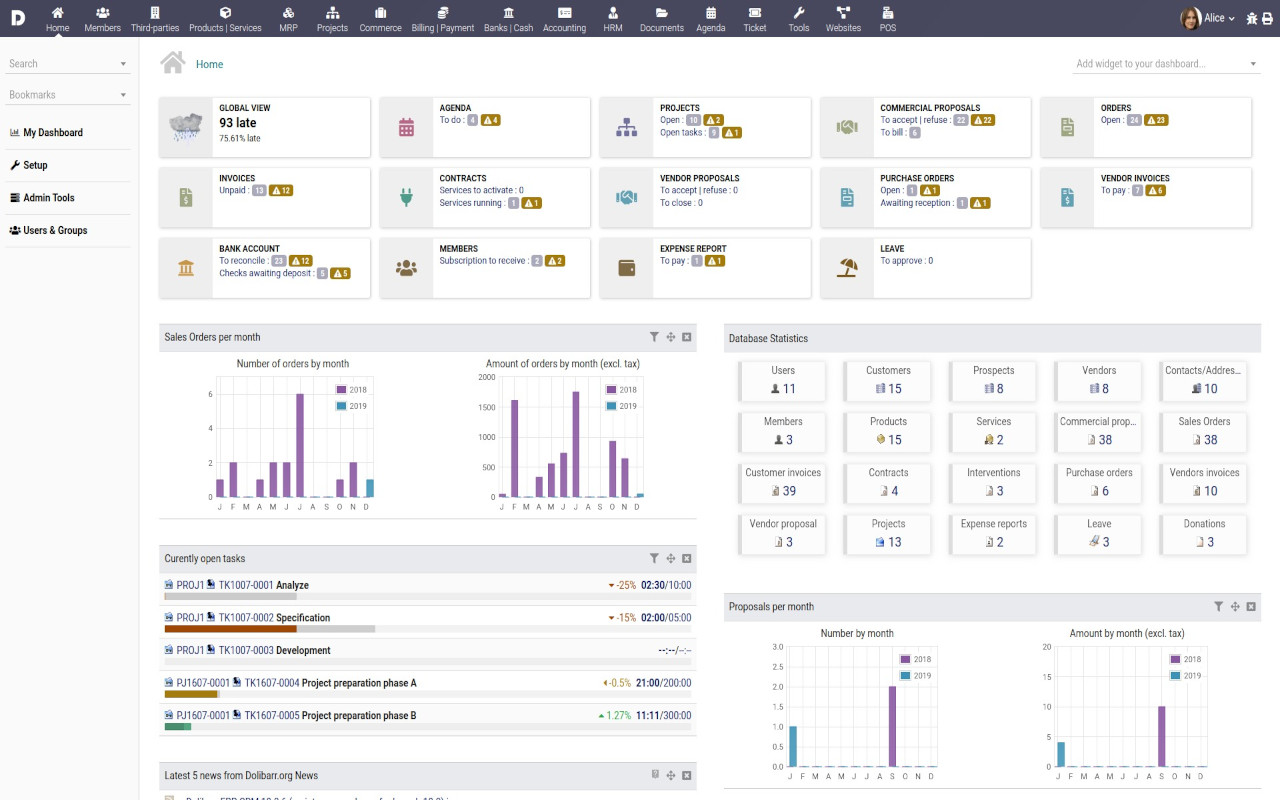 D
Home
Members
Third-parties
Products | Services
MRP
Projects
Commerce
Billing | Payment
Banks | Cash
Accounting
HRM
Documents
Agenda
Ticket
Tools
Websites
POS
Alice
Search
Bookmarks
My Dashboard
Setup
Admin Tools
Users & Groups
Home
Add widget to your dashboard...
GLOBAL VIEW
93 late
75.61% late
AGENDA
To do : 4 4
PROJECTS
Open : 10 2
Open tasks : 9 1
COMMERCIAL PROPOSALS
To accept | refuse : 22 22
To bill : 6
ORDERS
Open : 24 23
INVOICES
Unpaid : 13 12
CONTRACTS
Services to activate : 0
Services running : 1 1
VENDOR PROPOSALS
To accept | refuse : 0
To close : 0
PURCHASE ORDERS
Open : 1 1
Awaiting reception : 1 1
VENDOR INVOICES
To pay : 7 6
BANK ACCOUNT
To reconcile : 23 12
Checks awaiting deposit : 5 5
MEMBERS
Subscription to receive : 2 2
EXPENSE REPORT
To pay : 1 1
LEAVE
To approve : 0
Sales Orders per month
Number of orders by month
6
4
2
0
2018
2019
J F M A M J J A S O N D
Amount of orders by month (excl. tax)
2000
1500
1000
500
0
2018
2019
J F M A M J J A S O N D
Curently open tasks
PROJ1 TK1007-0001 Analyze -25% 02:30/10:00
PROJ1 TK1007-0002 Specification -15% 02:00/05:00
PROJ1 TK1007-0003 Development --:--/--:--
PJ1607-0001 TK1607-0004 Project preparation phase A -0.5% 21:00/200:00
PJ1607-0001 TK1607-0005 Project preparation phase B 1.27% 11:11/300:00
Latest 5 news from Dolibarr.org News
Database Statistics
Users
11
Customers
15
Prospects
8
Vendors
8
Contacts/Addres...
10
Members
3
Products
15
Services
2
Commercial prop...
38
Sales Orders
38
Customer invoices
39
Contracts
4
Interventions
3
Purchase orders
6
Vendors invoices
10
Vendor proposal
3
Projects
13
Expense reports
2
Leave
3
Donations
3
Proposals per month
Number by month
3.0
2.5
2.0
1.5
1.0
0.5
0.0
2018
2019
J F M A M J J A S O N D
Amount by month (excl. tax)
20
15
10
5
0
2018
2019
J F M A M J J A S O N D